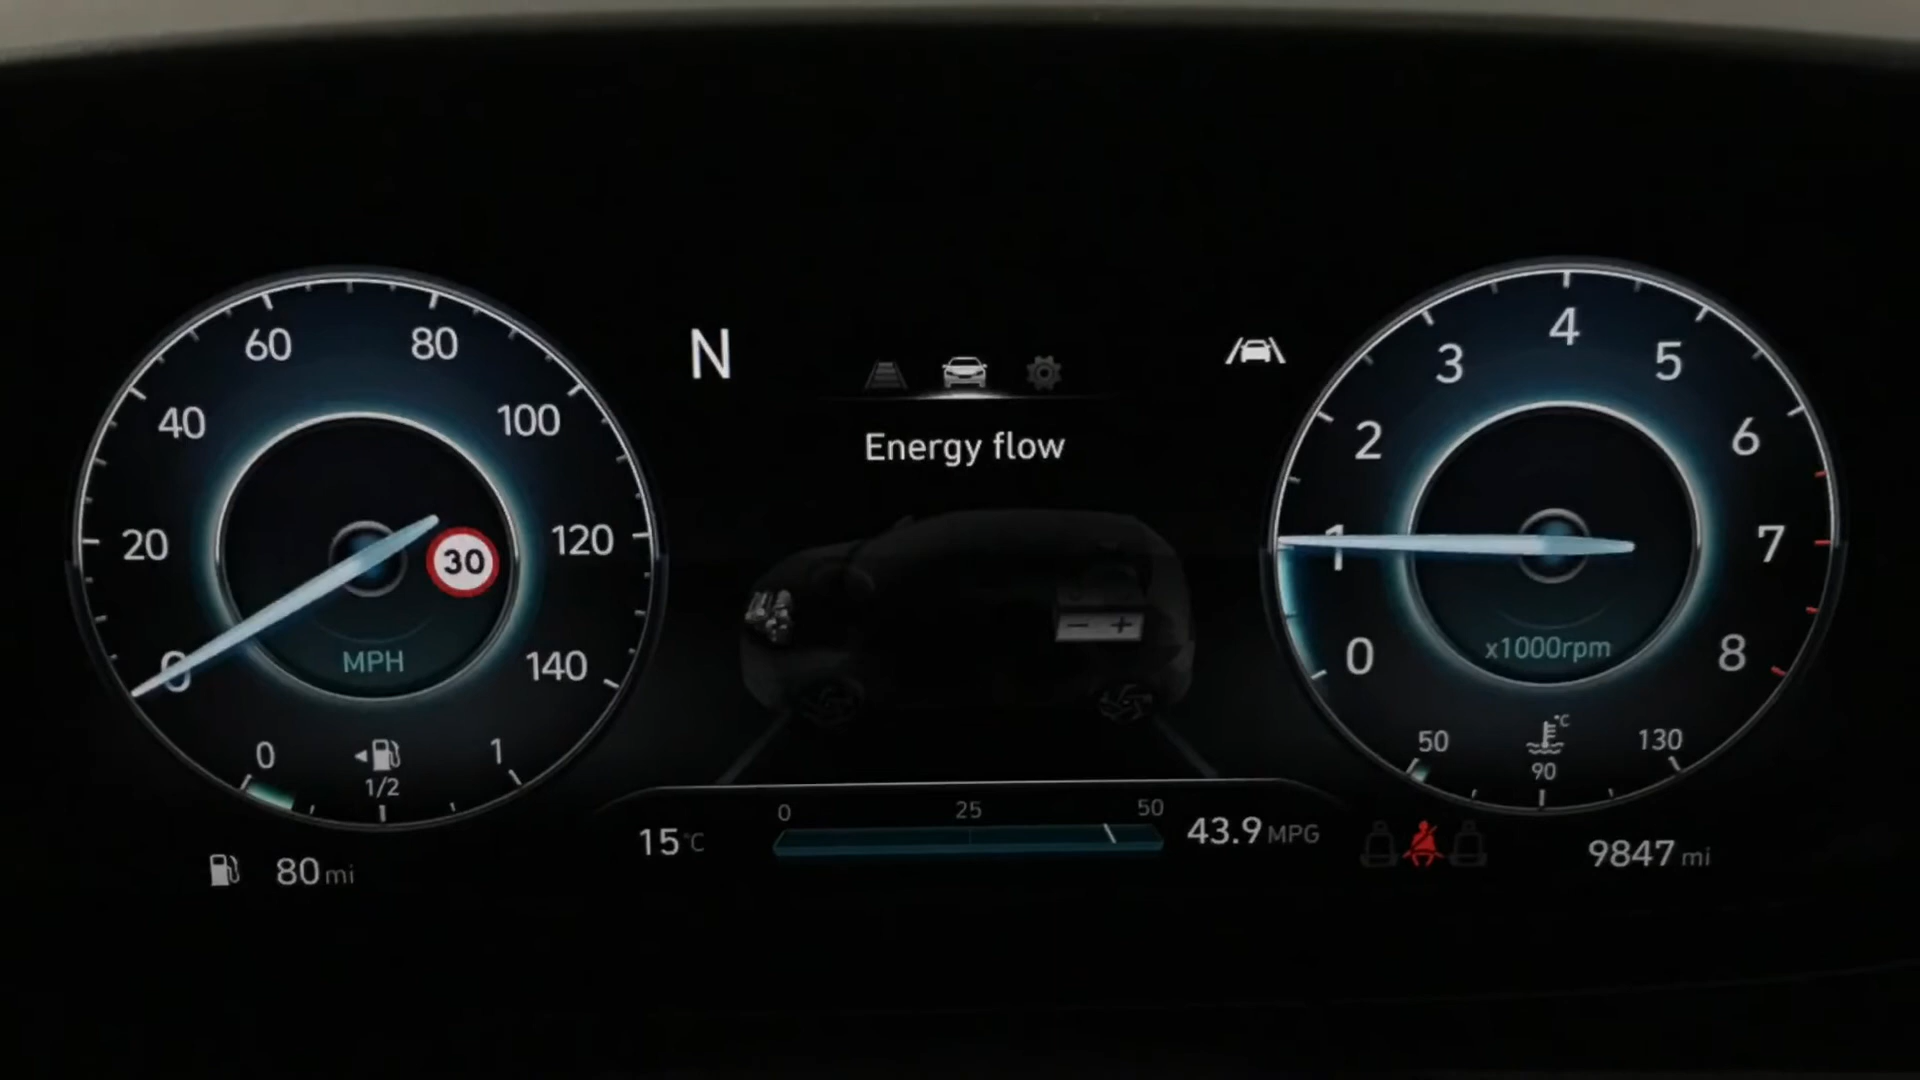 60
80
40
100
20
120
30
0
140
MPH
0
1
1/2
80 mi
N
Energy flow
− +
0 25 50
15 °C
43.9 MPG
4
3
5
2
6
1
7
0
8
x1000rpm
50
°C
130
90
9847 mi